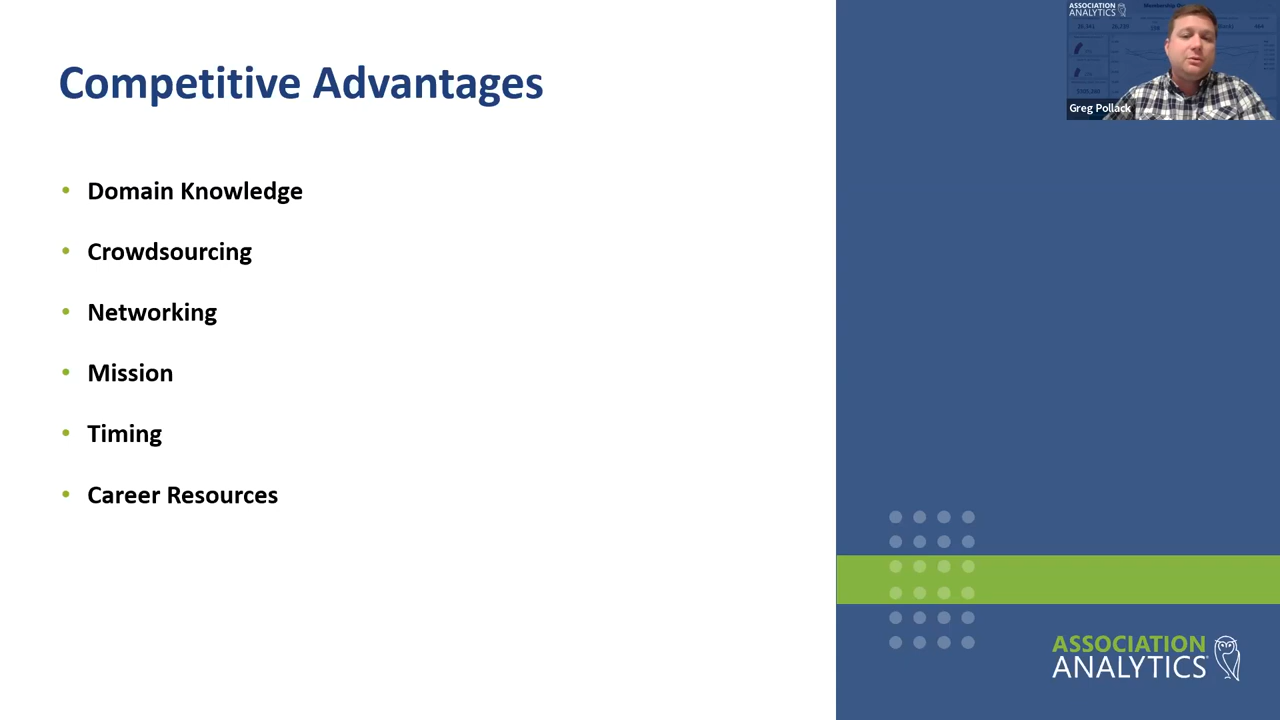 Competitive Advantages
• Domain Knowledge
• Crowdsourcing
• Networking
• Mission
• Timing
• Career Resources
ASSOCIATION
ANALYTICS
Greg Pollack
ASSOCIATION
ANALYTICS